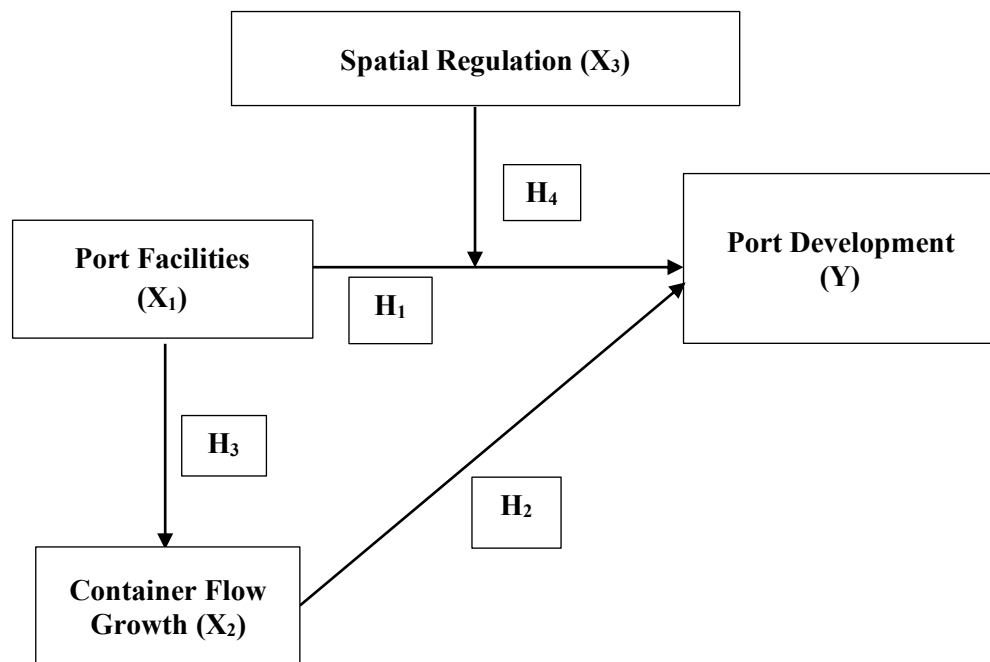 Spatial Regulation (X₃)
H₄
Port Facilities
(X₁)
Port Development
(Y)
H₁
H₃
H₂
Container Flow
Growth (X₂)